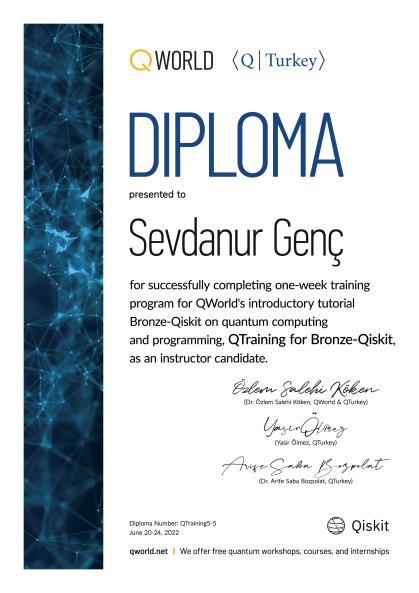 QWORLD ⟨Q|Turkey⟩
DIPLOMA
presented to
Sevdanur Genç
for successfully completing one-week training
program for QWorld's introductory tutorial
Bronze-Qiskit on quantum computing
and programming, QTraining for Bronze-Qiskit,
as an instructor candidate.
Özlem Salehi Köken
(Dr. Özlem Salehi Köken, QWorld & QTurkey)
Yasir Ölmez
(Yasir Ölmez, QTurkey)
Arife Saba Bozpolat
(Dr. Arife Saba Bozpolat, QTurkey)
Diploma Number: QTraining5-5
June 20-24, 2022
Qiskit
qworld.net | We offer free quantum workshops, courses, and internships